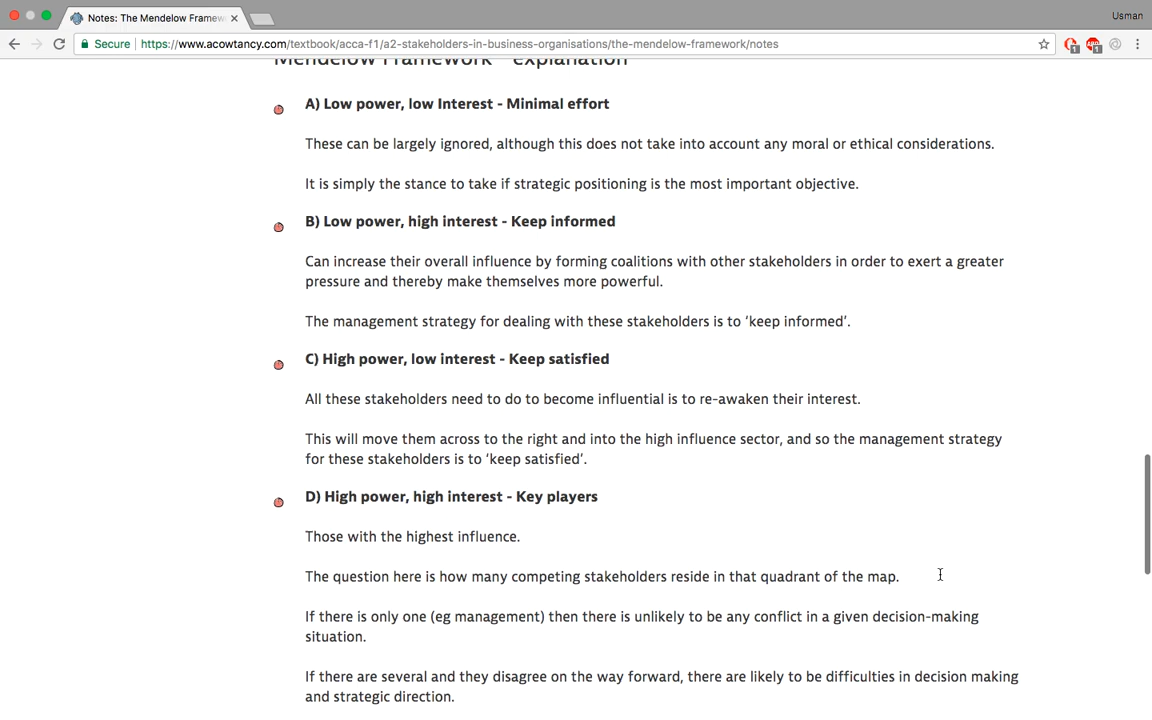 Notes: The Mendelow Framew
Usman
Secure https://www.acowtancy.com/textbook/acca-f1/a2-stakeholders-in-business-organisations/the-mendelow-framework/notes
1 1
Mendelow Framework - explanation
A) Low power, low Interest - Minimal effort
These can be largely ignored, although this does not take into account any moral or ethical considerations.
It is simply the stance to take if strategic positioning is the most important objective.
B) Low power, high interest - Keep informed
Can increase their overall influence by forming coalitions with other stakeholders in order to exert a greater
pressure and thereby make themselves more powerful.
The management strategy for dealing with these stakeholders is to ‘keep informed’.
C) High power, low interest - Keep satisfied
All these stakeholders need to do to become influential is to re-awaken their interest.
This will move them across to the right and into the high influence sector, and so the management strategy
for these stakeholders is to ‘keep satisfied’.
D) High power, high interest - Key players
Those with the highest influence.
The question here is how many competing stakeholders reside in that quadrant of the map.
If there is only one (eg management) then there is unlikely to be any conflict in a given decision-making
situation.
If there are several and they disagree on the way forward, there are likely to be difficulties in decision making
and strategic direction.